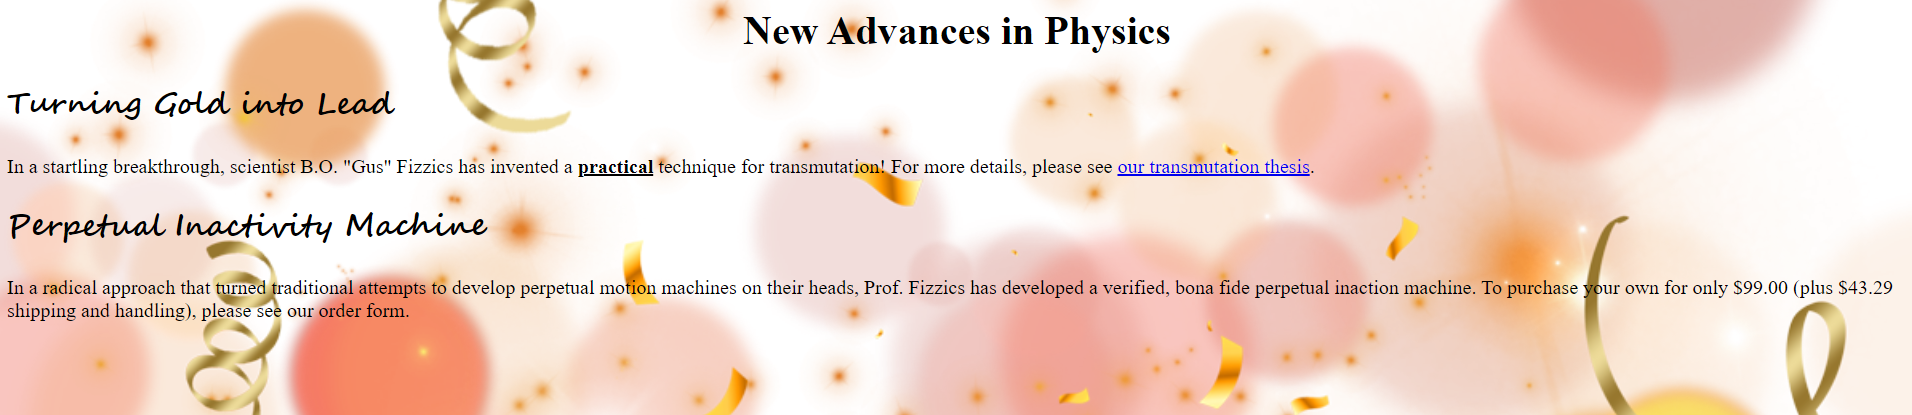 New Advances in Physics
Turning Gold into Lead
In a startling breakthrough, scientist B.O. "Gus" Fizzics has invented a practical technique for transmutation! For more details, please see our transmutation thesis.
Perpetual Inactivity Machine
In a radical approach that turned traditional attempts to develop perpetual motion machines on their heads, Prof. Fizzics has developed a verified, bona fide perpetual inaction machine. To purchase your own for only $99.00 (plus $43.29
shipping and handling), please see our order form.